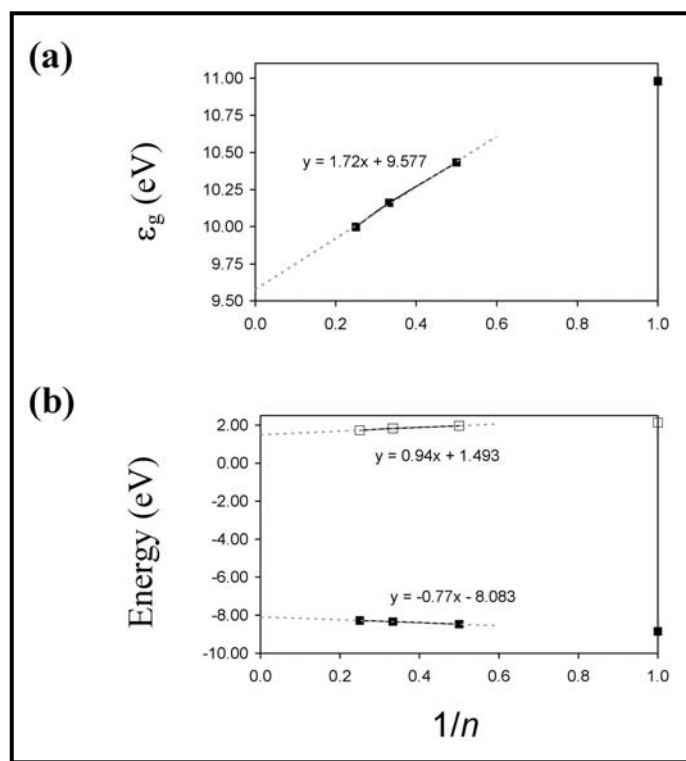 (a)
εg (eV)
11.00
10.75
10.50
10.25
10.00
9.75
9.50
y = 1.72x + 9.577
0.0 0.2 0.4 0.6 0.8 1.0
(b)
Energy (eV)
2.00
0.00
-2.00
-4.00
-6.00
-8.00
-10.00
y = 0.94x + 1.493
y = -0.77x - 8.083
0.0 0.2 0.4 0.6 0.8 1.0
1/n